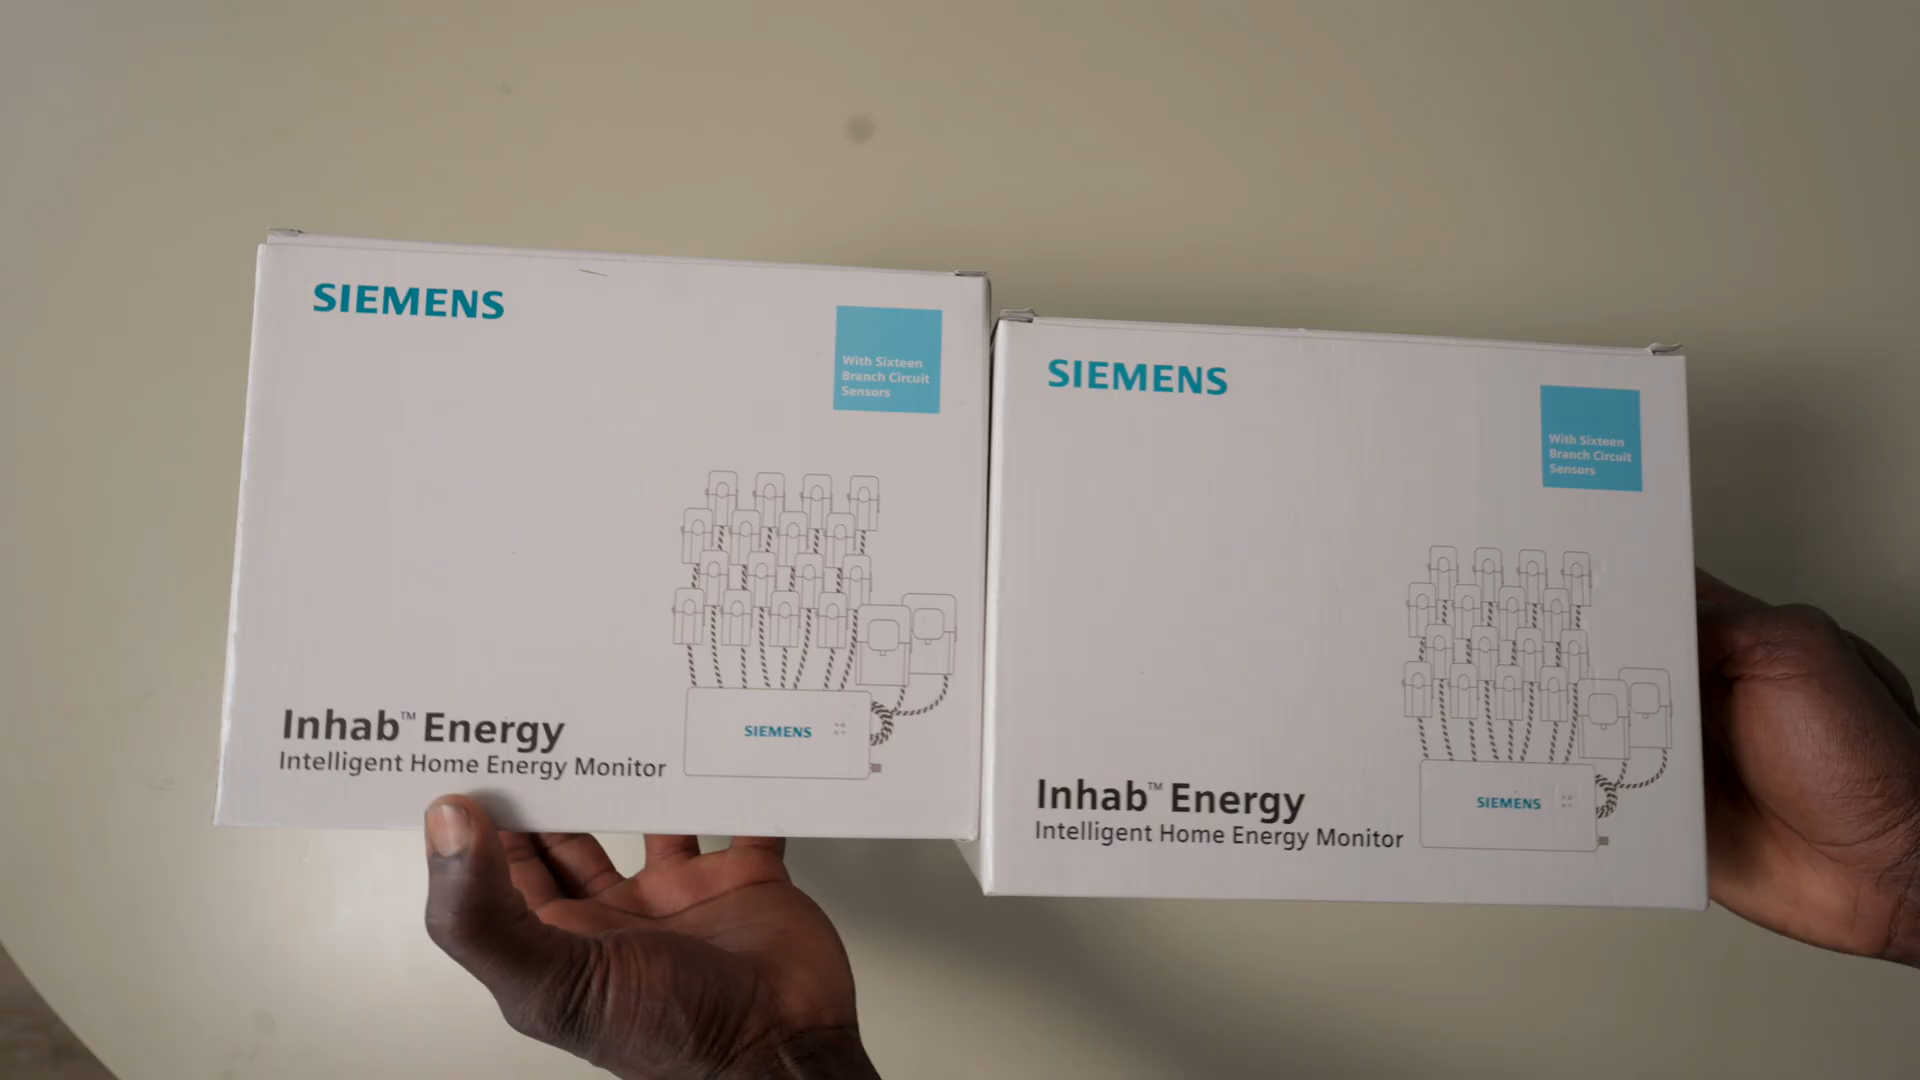 SIEMENS
With Sixteen
Branch Circuit
Sensors
SIEMENS
Inhab™ Energy
Intelligent Home Energy Monitor
SIEMENS
With Sixteen
Branch Circuit
Sensors
SIEMENS
Inhab™ Energy
Intelligent Home Energy Monitor